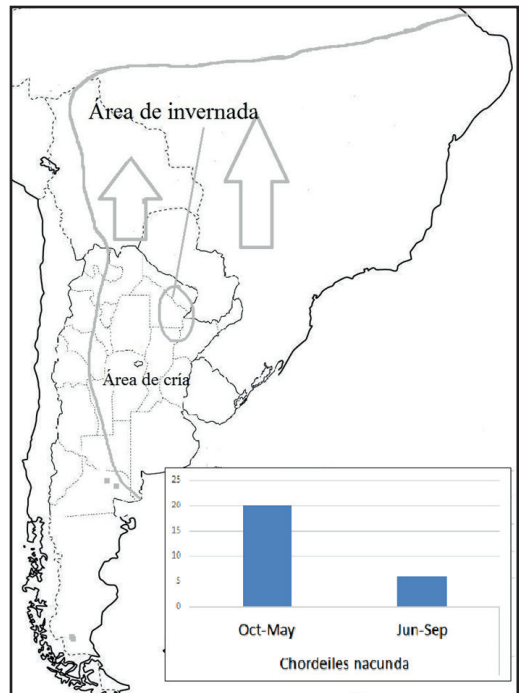 Área de invernada
Área de cría
25
20
15
10
5
0
Oct-May Jun-Sep
Chordeiles nacunda